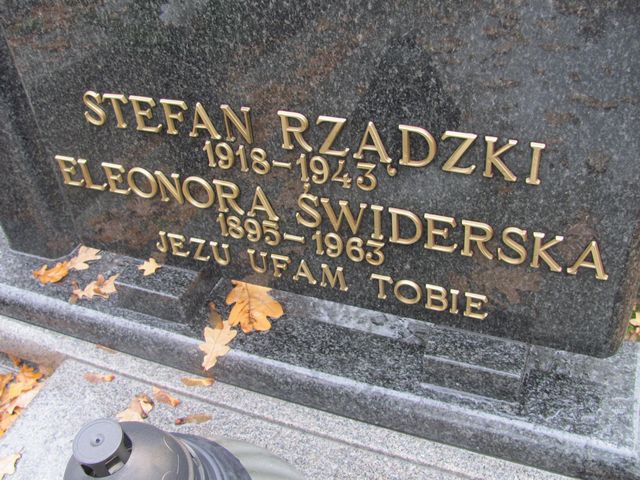 STEFAN RZĄDZKI
1918-1943
ELEONORA ŚWIDERSKA
1895-1963
JEZU UFAM TOBIE